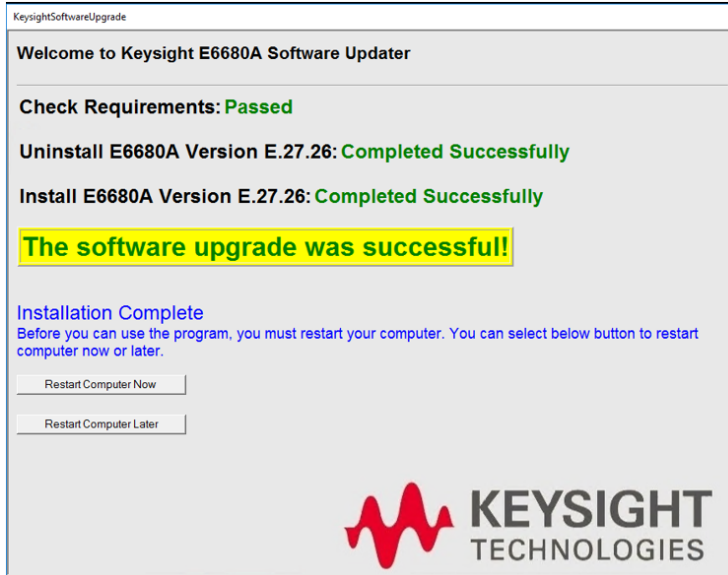 KeysightSoftwareUpgrade
Welcome to Keysight E6680A Software Updater
Check Requirements: Passed
Uninstall E6680A Version E.27.26: Completed Successfully
Install E6680A Version E.27.26: Completed Successfully
The software upgrade was successful!
Installation Complete
Before you can use the program, you must restart your computer. You can select below button to restart
computer now or later.
Restart Computer Now
Restart Computer Later
KEYSIGHT
TECHNOLOGIES